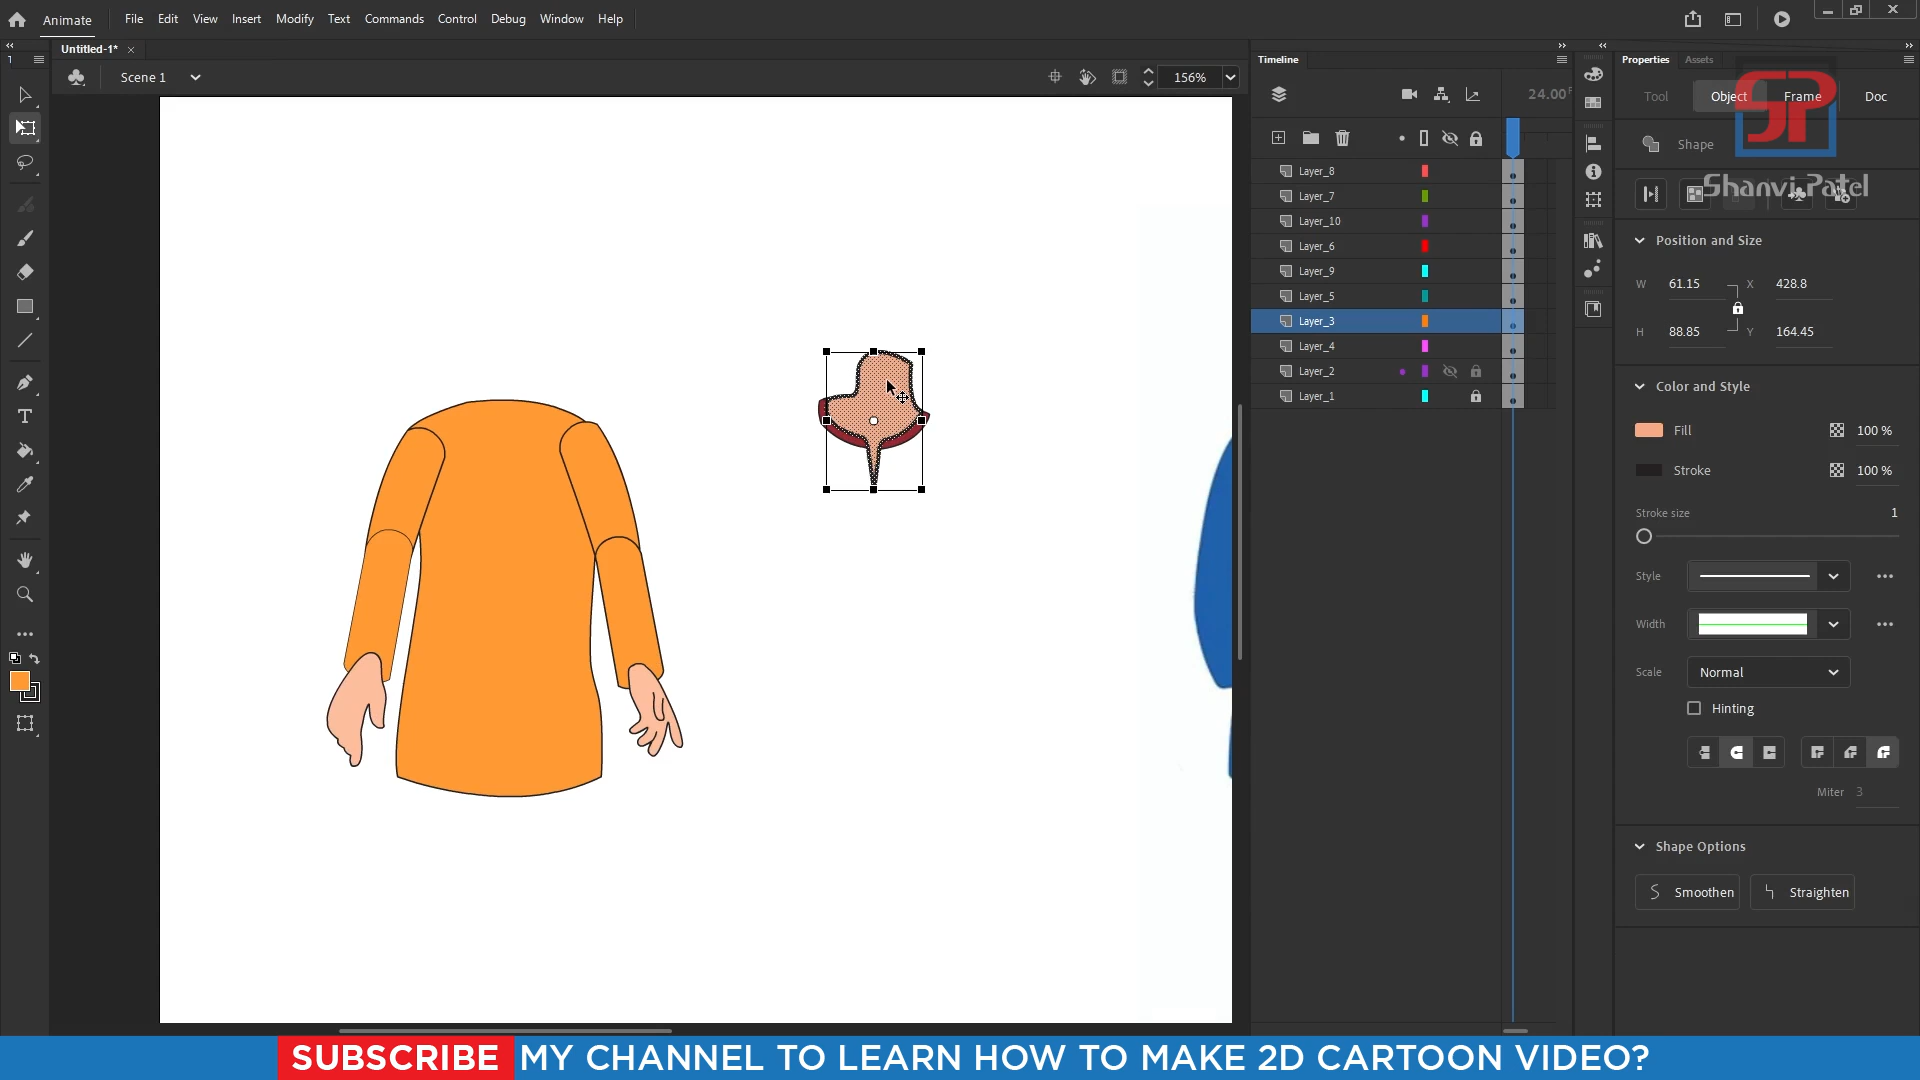 Animate File Edit View Insert Modify Text Commands Control Debug Window Help
Untitled-1*
Scene 1 156%
Timeline
24.00
Layer_8
Layer_7
Layer_10
Layer_6
Layer_9
Layer_5
Layer_3
Layer_4
Layer_2
Layer_1
Properties Assets
Tool Object Frame Doc
SP
Shape
Shanvi Patel
Position and Size
W 61.15 X 428.8
H 88.85 Y 164.45
Color and Style
Fill 100 %
Stroke 100 %
Stroke size 1
Style
Width
Scale Normal
Hinting
Miter 3
Shape Options
Smoothen Straighten
SUBSCRIBE MY CHANNEL TO LEARN HOW TO MAKE 2D CARTOON VIDEO?